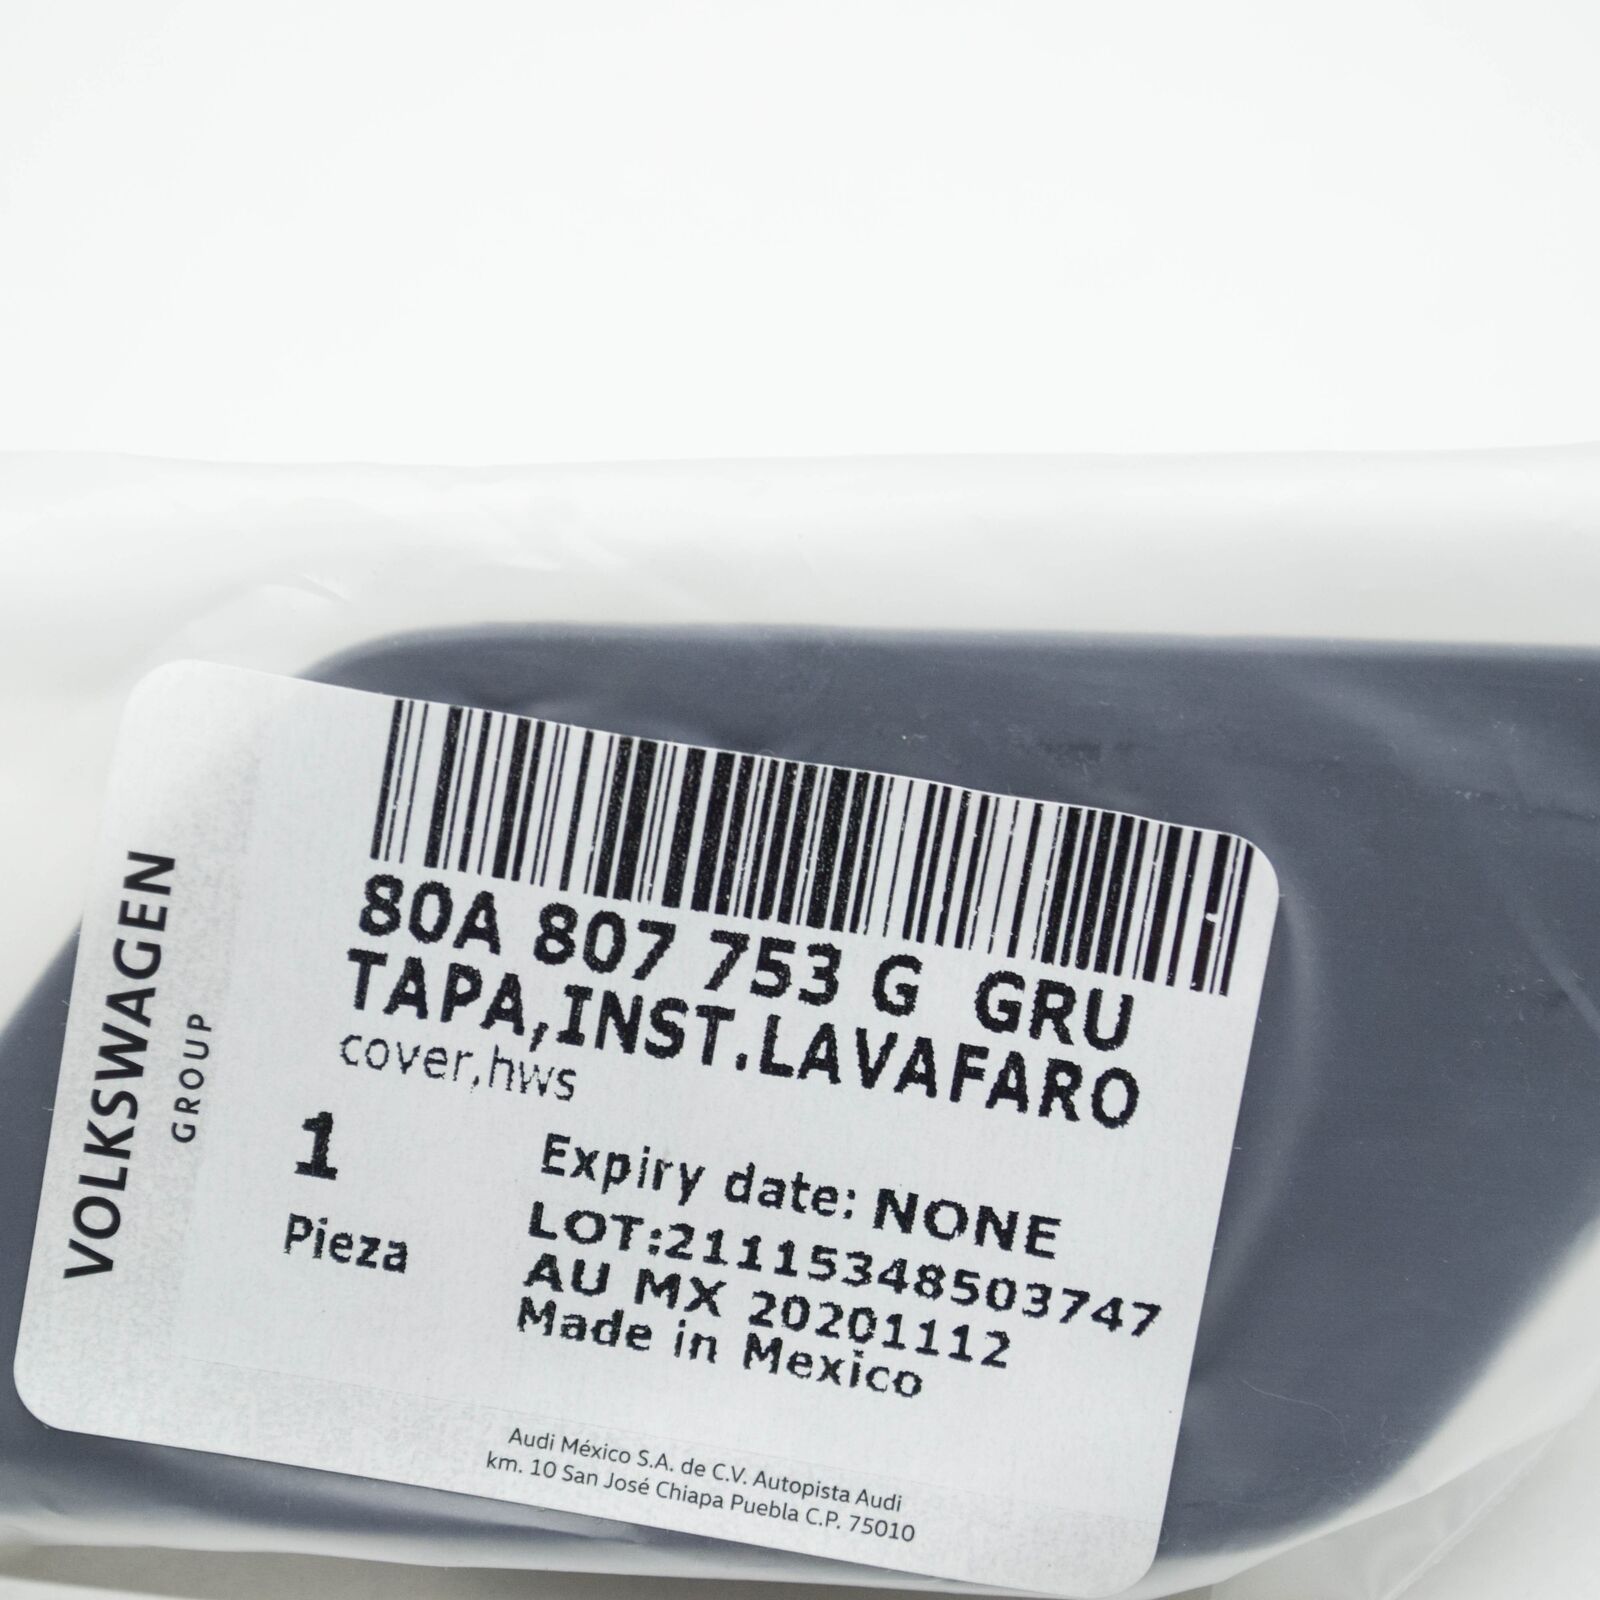 VOLKSWAGEN
GROUP
80A 807 753 G  GRU
TAPA,INST.LAVAFARO
cover,hws
1
Pieza
Expiry date: NONE
LOT:21115348503747
AU MX 20201112
Made in Mexico
Audi México S.A. de C.V. Autopista Audi
km. 10 San José Chiapa Puebla C.P. 75010